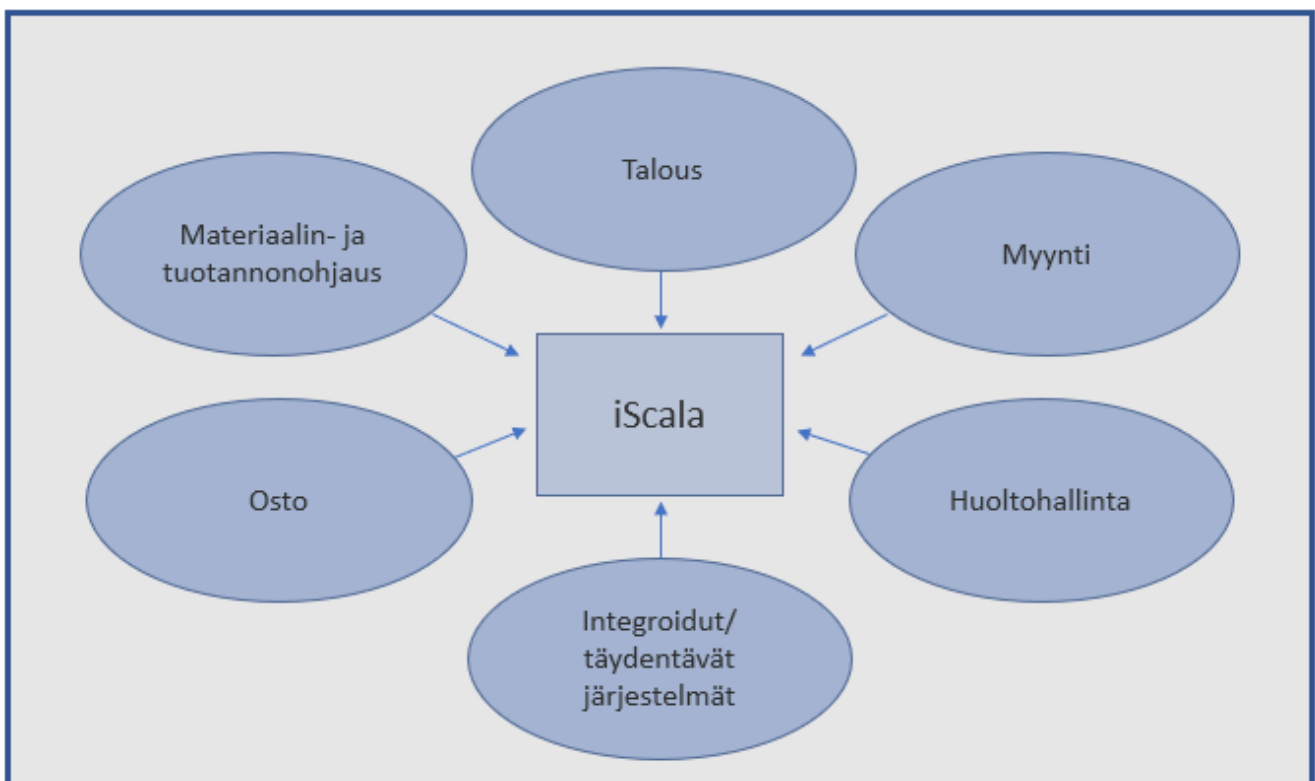 Talous
Materiaalin- ja
tuotannonohjaus
Myynti
iScala
Osto
Huoltohallinta
Integroidut/
täydentävät
järjestelmät